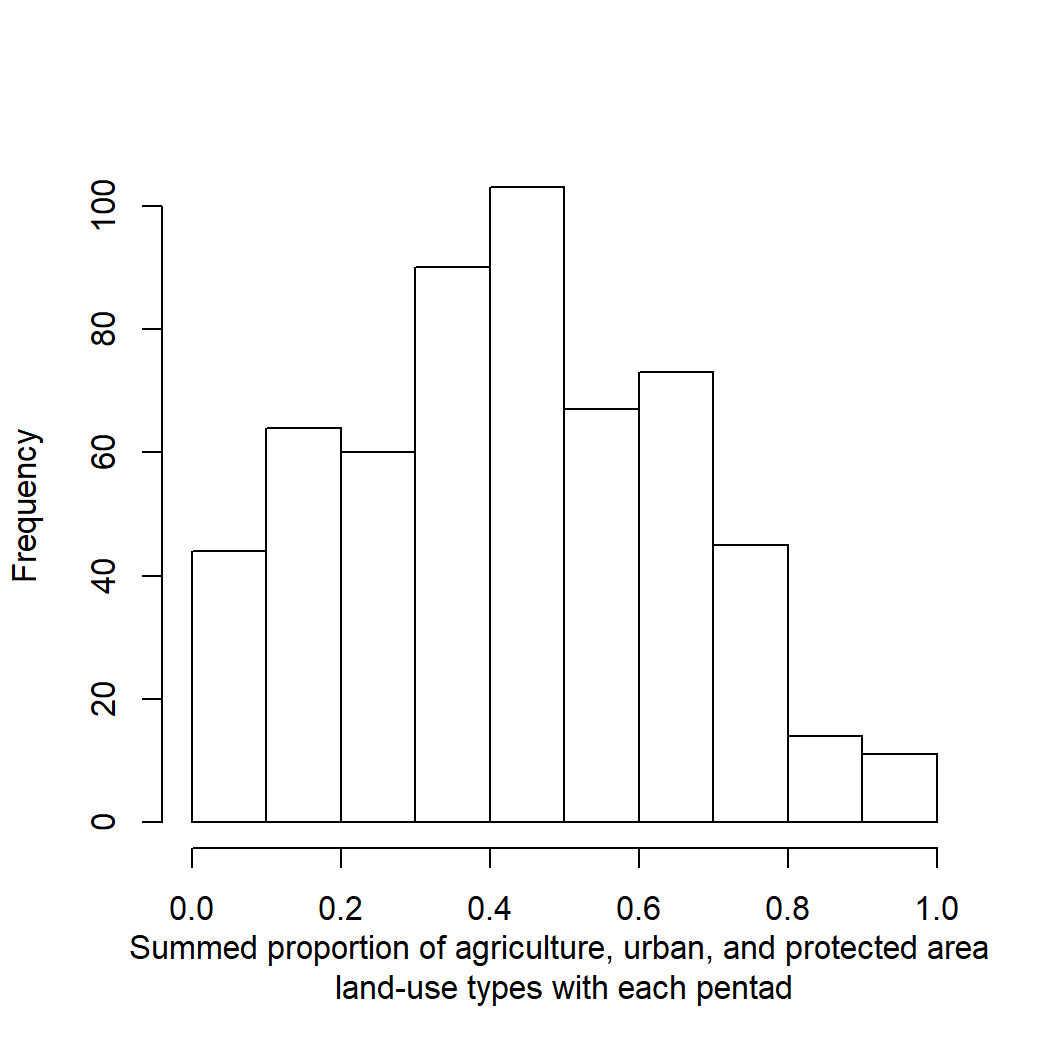 Frequency
100
80
60
40
20
0
0.0 0.2 0.4 0.6 0.8 1.0
Summed proportion of agriculture, urban, and protected area
land-use types with each pentad